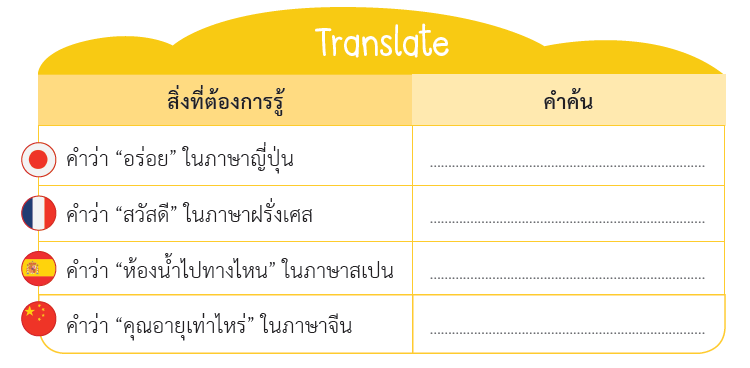 Translate
สิ่งที่ต้องการรู้ คำค้น
คำว่า “อร่อย” ในภาษาญี่ปุ่น ........................................................................
คำว่า “สวัสดี” ในภาษาฝรั่งเศส ........................................................................
คำว่า “ห้องน้ำไปทางไหน” ในภาษาสเปน ........................................................................
คำว่า “คุณอายุเท่าไหร่” ในภาษาจีน ........................................................................